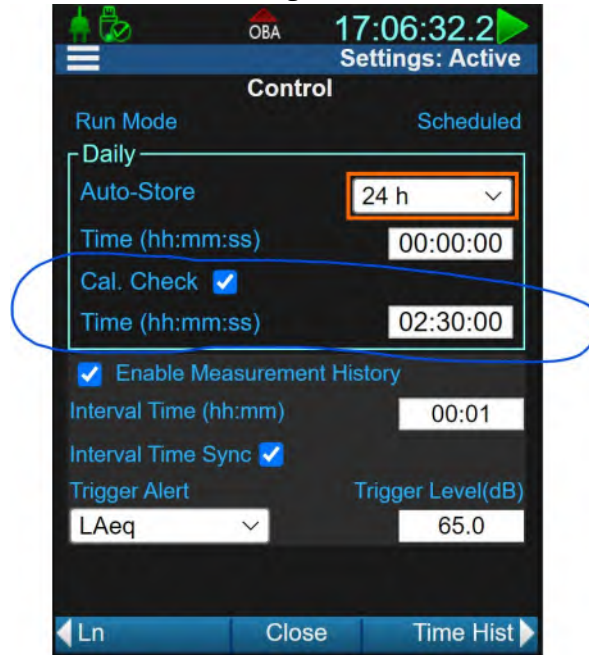 OBA 17:06:32.2
Settings: Active
Control
Run Mode Scheduled
Daily
Auto-Store 24 h
Time (hh:mm:ss) 00:00:00
Cal. Check
Time (hh:mm:ss) 02:30:00
Enable Measurement History
Interval Time (hh:mm) 00:01
Interval Time Sync
Trigger Alert Trigger Level(dB)
LAeq 65.0
Ln Close Time Hist